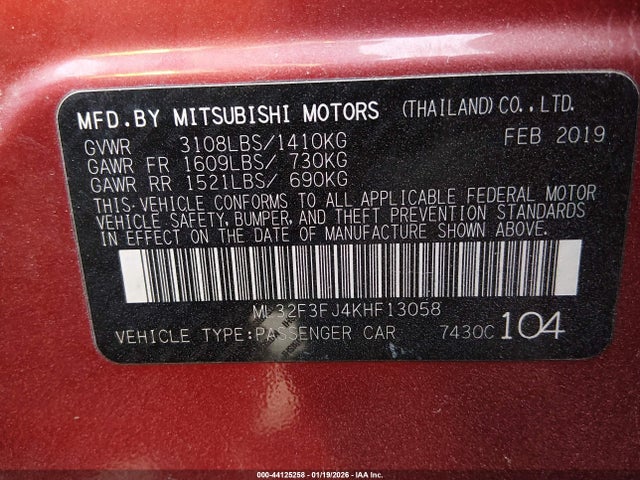 MFD.BY MITSUBISHI MOTORS (THAILAND)CO.,LTD.
GVWR 3108LBS/1410KG FEB 2019
GAWR FR 1609LBS/ 730KG
GAWR RR 1521LBS/ 690KG
THIS VEHICLE CONFORMS TO ALL APPLICABLE FEDERAL MOTOR
VEHICLE SAFETY, BUMPER, AND THEFT PREVENTION STANDARDS
IN EFFECT ON THE DATE OF MANUFACTURE SHOWN ABOVE.
ML32F3FJ4KHF13058
VEHICLE TYPE:PASSENGER CAR 7430C 104
000-44125258 - 01/19/2026 - IAA Inc.